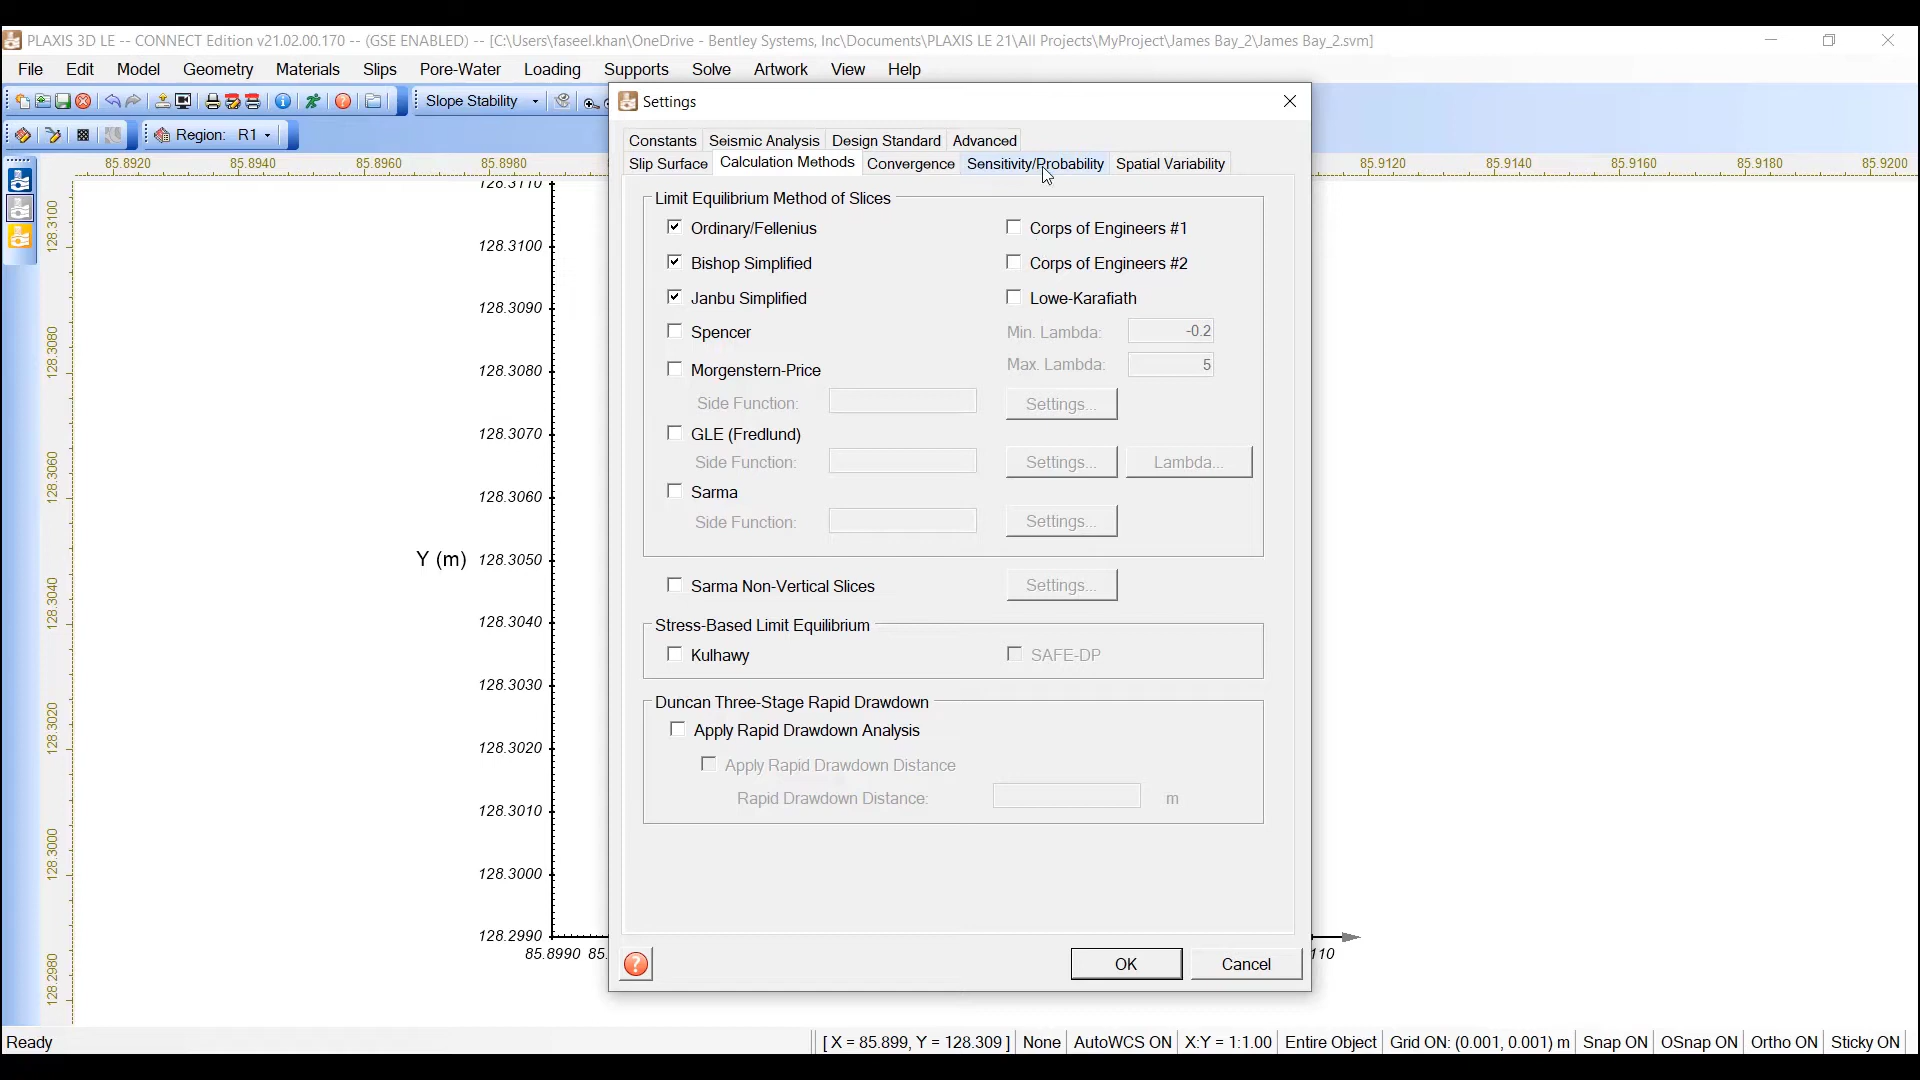 PLAXIS 3D LE -- CONNECT Edition v21.02.00.170 -- (GSE ENABLED) -- [C:\Users\faseel.khan\OneDrive - Bentley Systems, Inc\Documents\PLAXIS LE 21\All Projects\MyProject\James Bay_2\James Bay_2.svm]
File Edit Model Geometry Materials Slips Pore-Water Loading Supports Solve Artwork View Help
Slope Stability
Region: R1
Settings
Constants Seismic Analysis Design Standard Advanced
Slip Surface Calculation Methods Convergence Sensitivity/Probability Spatial Variability
85.8920 85.8940 85.8960 85.8980 85.9120 85.9140 85.9160 85.9180 85.9200
Limit Equilibrium Method of Slices
Ordinary/Fellenius Corps of Engineers #1
Bishop Simplified Corps of Engineers #2
Janbu Simplified Lowe-Karafiath
Spencer Min. Lambda: -0.2
Max. Lambda: 5
Morgenstern-Price
Side Function: Settings...
GLE (Fredlund)
Side Function: Settings... Lambda...
Sarma
Side Function: Settings...
Sarma Non-Vertical Slices Settings...
Stress-Based Limit Equilibrium
Kulhawy SAFE-DP
Duncan Three-Stage Rapid Drawdown
Apply Rapid Drawdown Analysis
Apply Rapid Drawdown Distance
Rapid Drawdown Distance: m
OK Cancel
128.3100
128.3080
128.3060
128.3040
128.3020
128.3000
128.2980
128.3110
128.3100
128.3090
128.3080
128.3070
128.3060
Y (m) 128.3050
128.3040
128.3030
128.3020
128.3010
128.3000
128.2990
85.8990 85. 110
Ready [ X = 85.899, Y = 128.309 ] None AutoWCS ON X:Y = 1:1.00 Entire Object Grid ON: (0.001, 0.001) m Snap ON OSnap ON Ortho ON Sticky ON